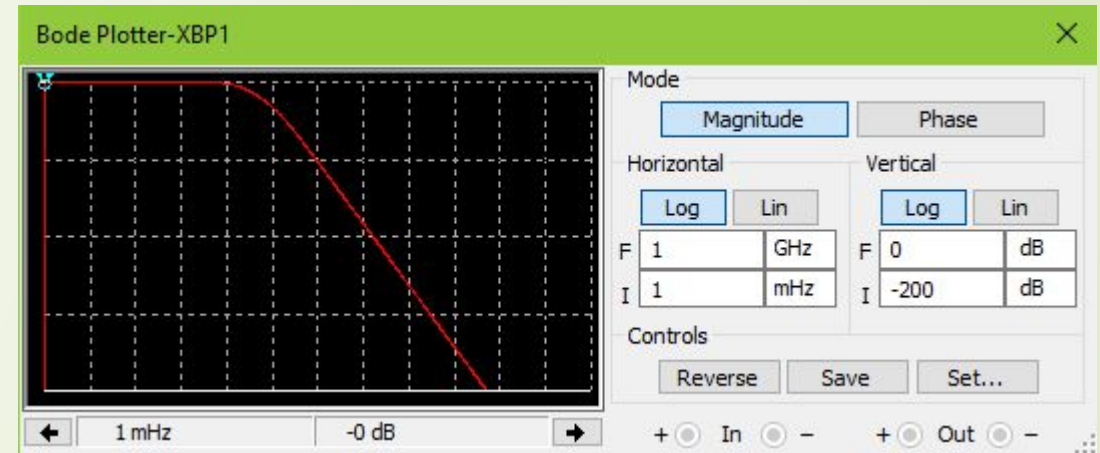 Bode Plotter-XBP1
Mode
Magnitude Phase
Horizontal Vertical
Log Lin Log Lin
F 1 GHz F 0 dB
I 1 mHz I -200 dB
Controls
Reverse Save Set...
1 mHz -0 dB + In - + Out -